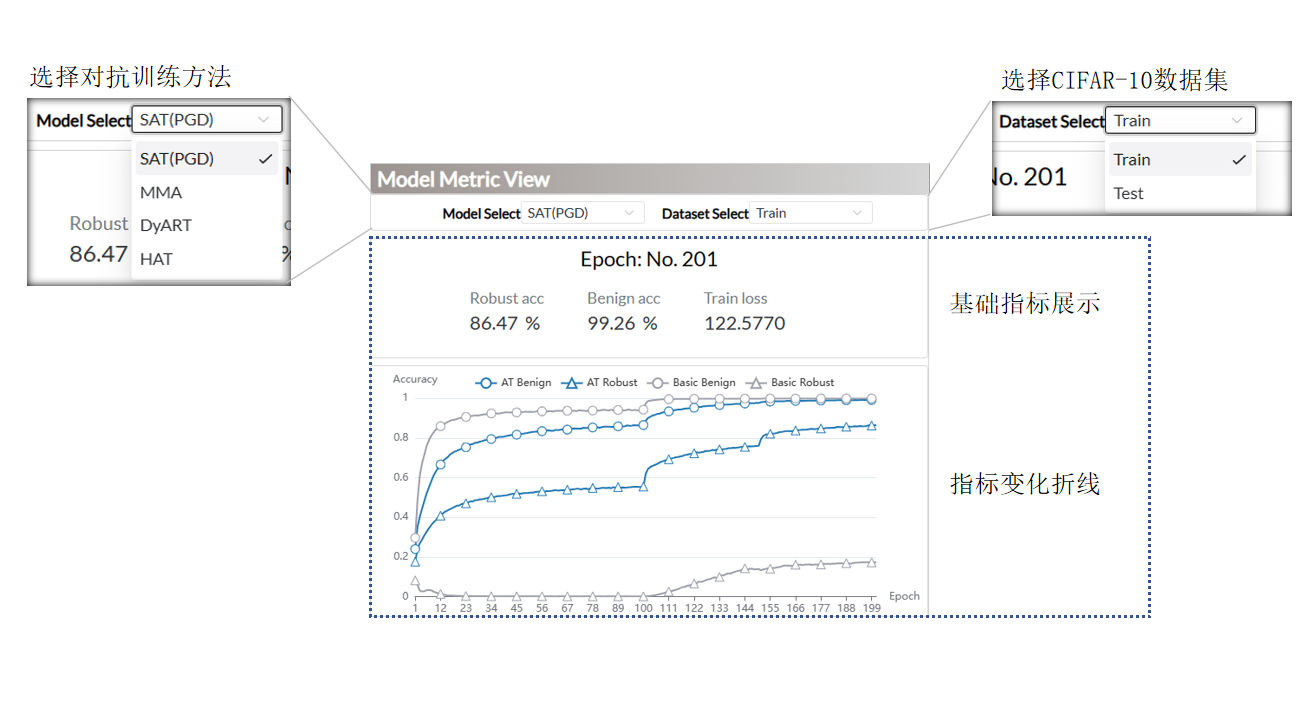 选择对抗训练方法
Model Select SAT(PGD)
SAT(PGD)
MMA
DyART
HAT
Robust
86.47
%
选择CIFAR-10数据集
Dataset Select Train
Train
Test
No. 201
Model Metric View
Model Select SAT(PGD) Dataset Select Train
Epoch: No. 201
Robust acc Benign acc Train loss
86.47 % 99.26 % 122.5770
基础指标展示
Accuracy
AT Benign AT Robust Basic Benign Basic Robust
1
0.8
0.6
0.4
0.2
0
Epoch
1 12 23 34 45 56 67 78 89 100 111 122 133 144 155 166 177 188 199
指标变化折线